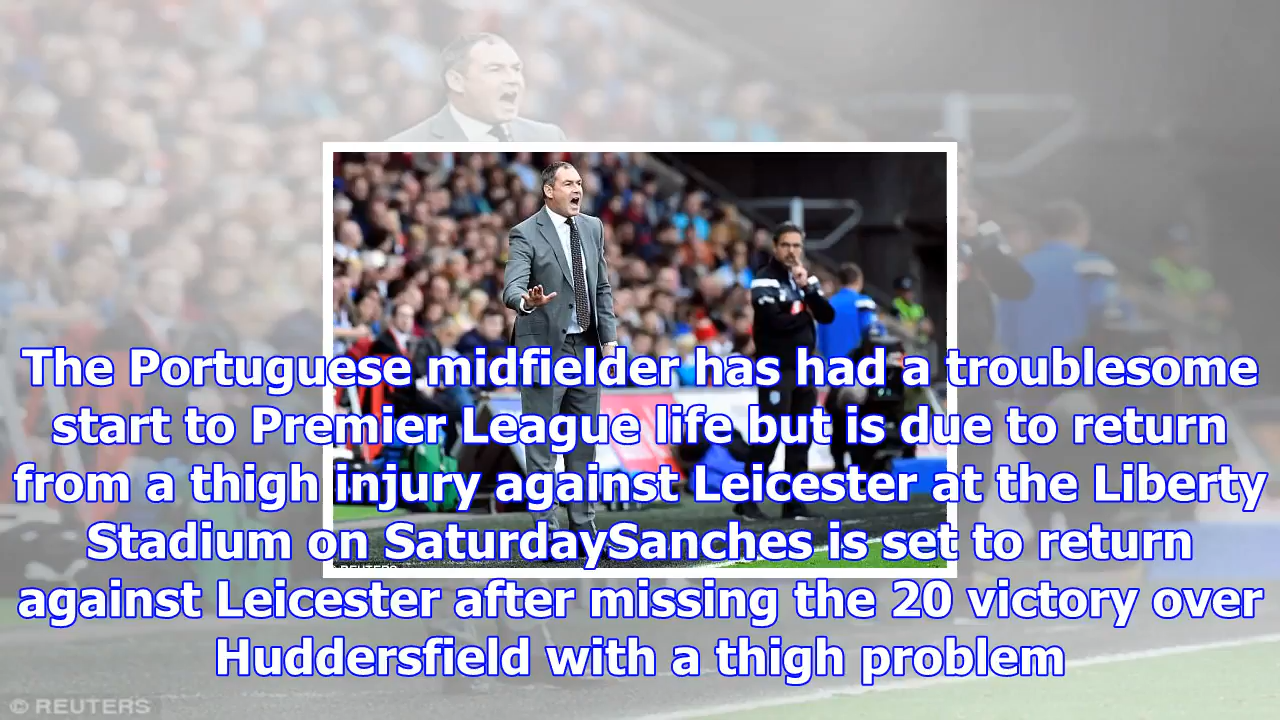 The Portuguese midfielder has had a troublesome
start to Premier League life but is due to return
from a thigh injury against Leicester at the Liberty
Stadium on SaturdaySanches is set to return
against Leicester after missing the 20 victory over
Huddersfield with a thigh problem
REUTERS
© REUTERS